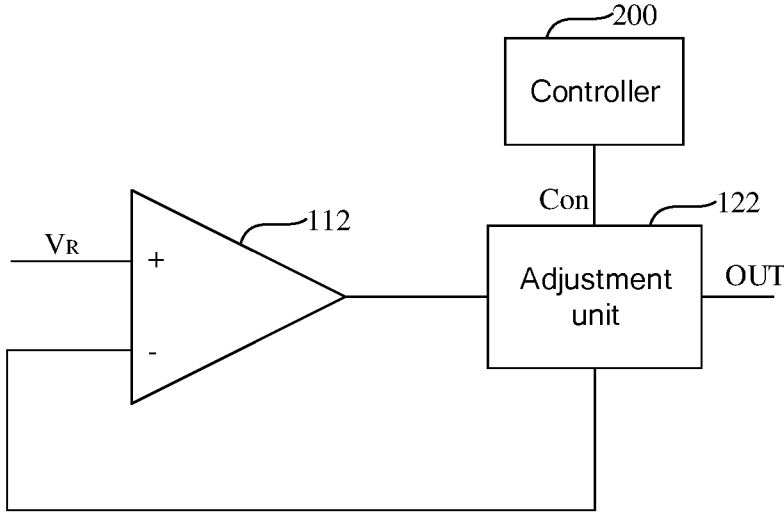 200
Controller
Con
122
112
VR
+
Adjustment
unit
OUT
-